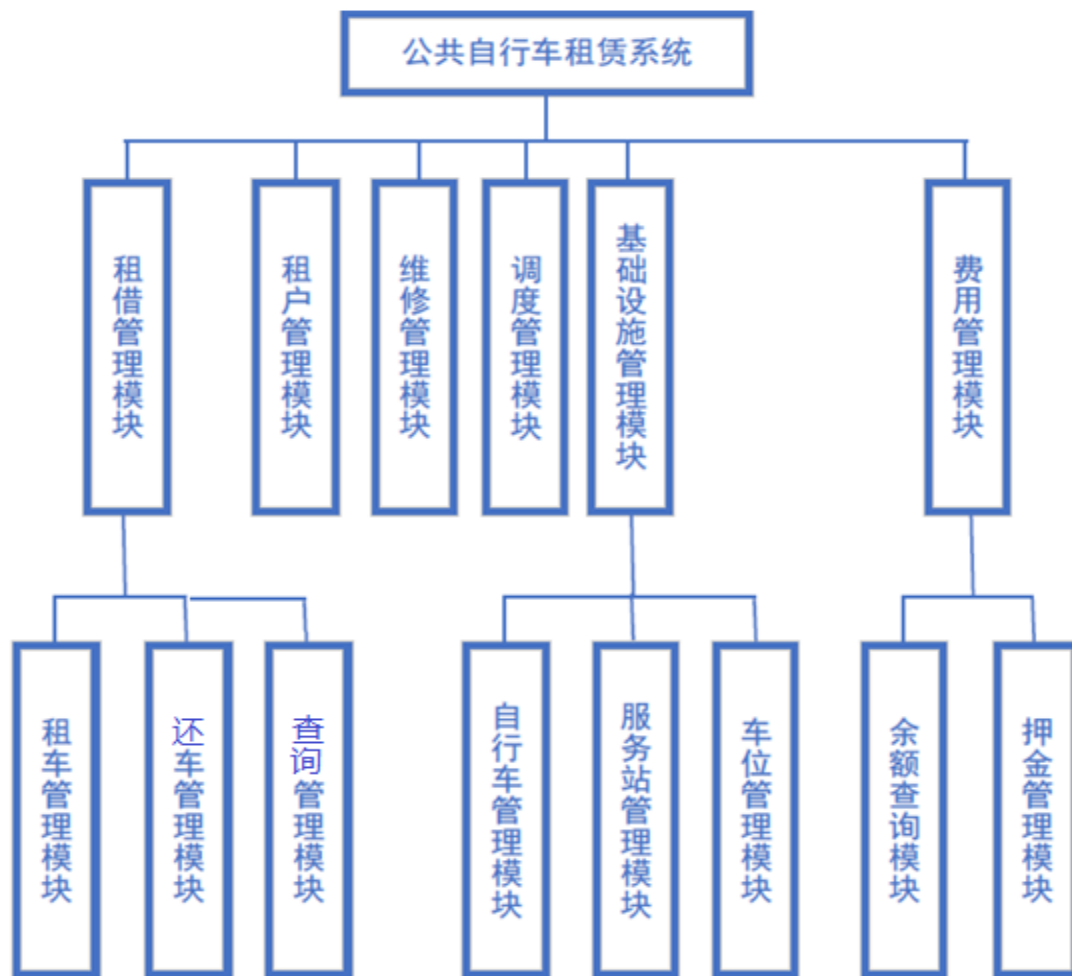 公共自行车租赁系统
租借管理模块
租户管理模块
维修管理模块
调度管理模块
基础设施管理模块
费用管理模块
租车管理模块
还车管理模块
查询管理模块
自行车管理模块
服务站管理模块
车位管理模块
余额查询模块
押金管理模块